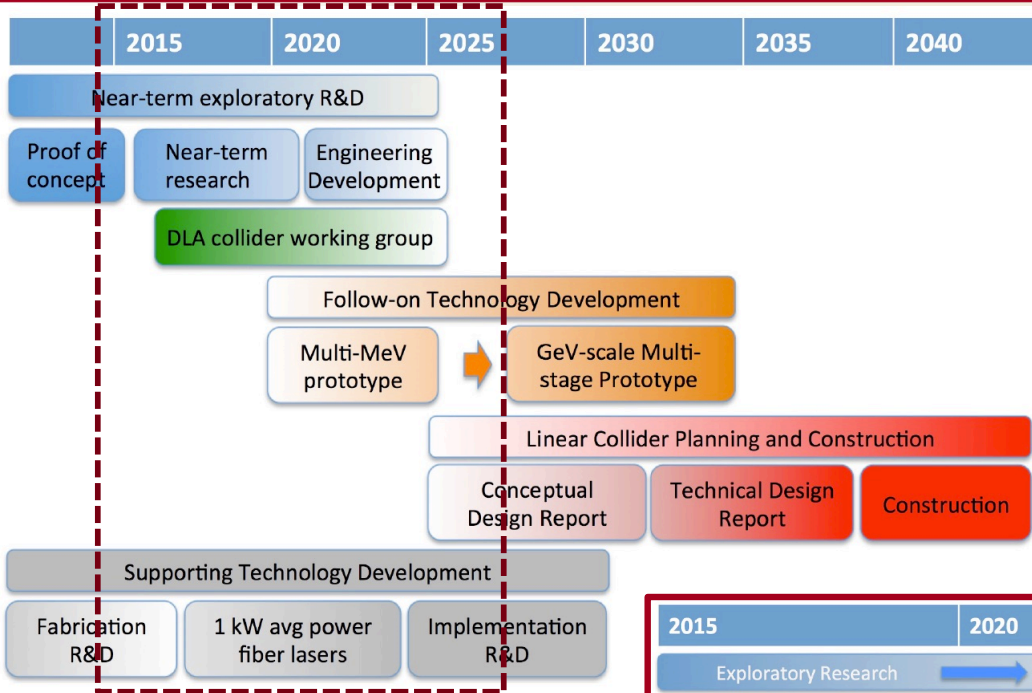 2015 2020 2025 2030 2035 2040
Near-term exploratory R&D
Proof of
concept
Near-term
research
Engineering
Development
DLA collider working group
Follow-on Technology Development
Multi-MeV
prototype
GeV-scale Multi-
stage Prototype
Linear Collider Planning and Construction
Conceptual
Design Report
Technical Design
Report
Construction
Supporting Technology Development
Fabrication
R&D
1 kW avg power
fiber lasers
Implementation
R&D
2015 2020
Exploratory Research